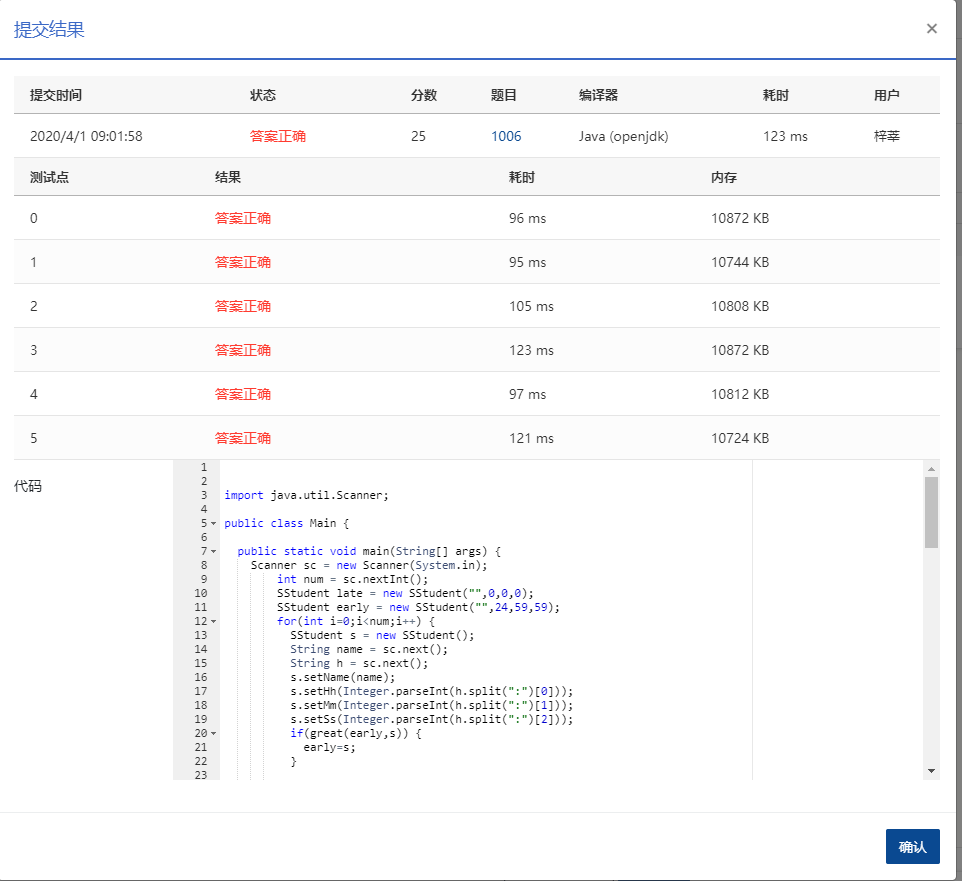 提交结果 ×
提交时间 状态 分数 题目 编译器 耗时 用户
2020/4/1 09:01:58 答案正确 25 1006 Java (openjdk) 123 ms 梓莘
测试点 结果 耗时 内存
0 答案正确 96 ms 10872 KB
1 答案正确 95 ms 10744 KB
2 答案正确 105 ms 10808 KB
3 答案正确 123 ms 10872 KB
4 答案正确 97 ms 10812 KB
5 答案正确 121 ms 10724 KB
代码
1
2
3 import java.util.Scanner;
4
5 public class Main {
6
7 public static void main(String[] args) {
8 Scanner sc = new Scanner(System.in);
9 int num = sc.nextInt();
10 SStudent late = new SStudent("",0,0,0);
11 SStudent early = new SStudent("",24,59,59);
12 for(int i=0;i<num;i++) {
13 SStudent s = new SStudent();
14 String name = sc.next();
15 String h = sc.next();
16 s.setName(name);
17 s.setHh(Integer.parseInt(h.split(":")[0]));
18 s.setMm(Integer.parseInt(h.split(":")[1]));
19 s.setSs(Integer.parseInt(h.split(":")[2]));
20 if(great(early,s)) {
21 early=s;
22 }
23
确认